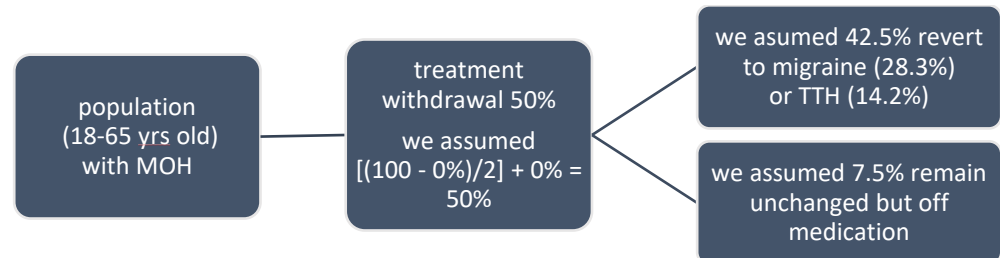 population
(18-65 yrs old)
with MOH
treatment
withdrawal 50%
we assumed
[(100 - 0%)/2] + 0% =
50%
we asumed 42.5% revert
to migraine (28.3%)
or TTH (14.2%)
we assumed 7.5% remain
unchanged but off
medication